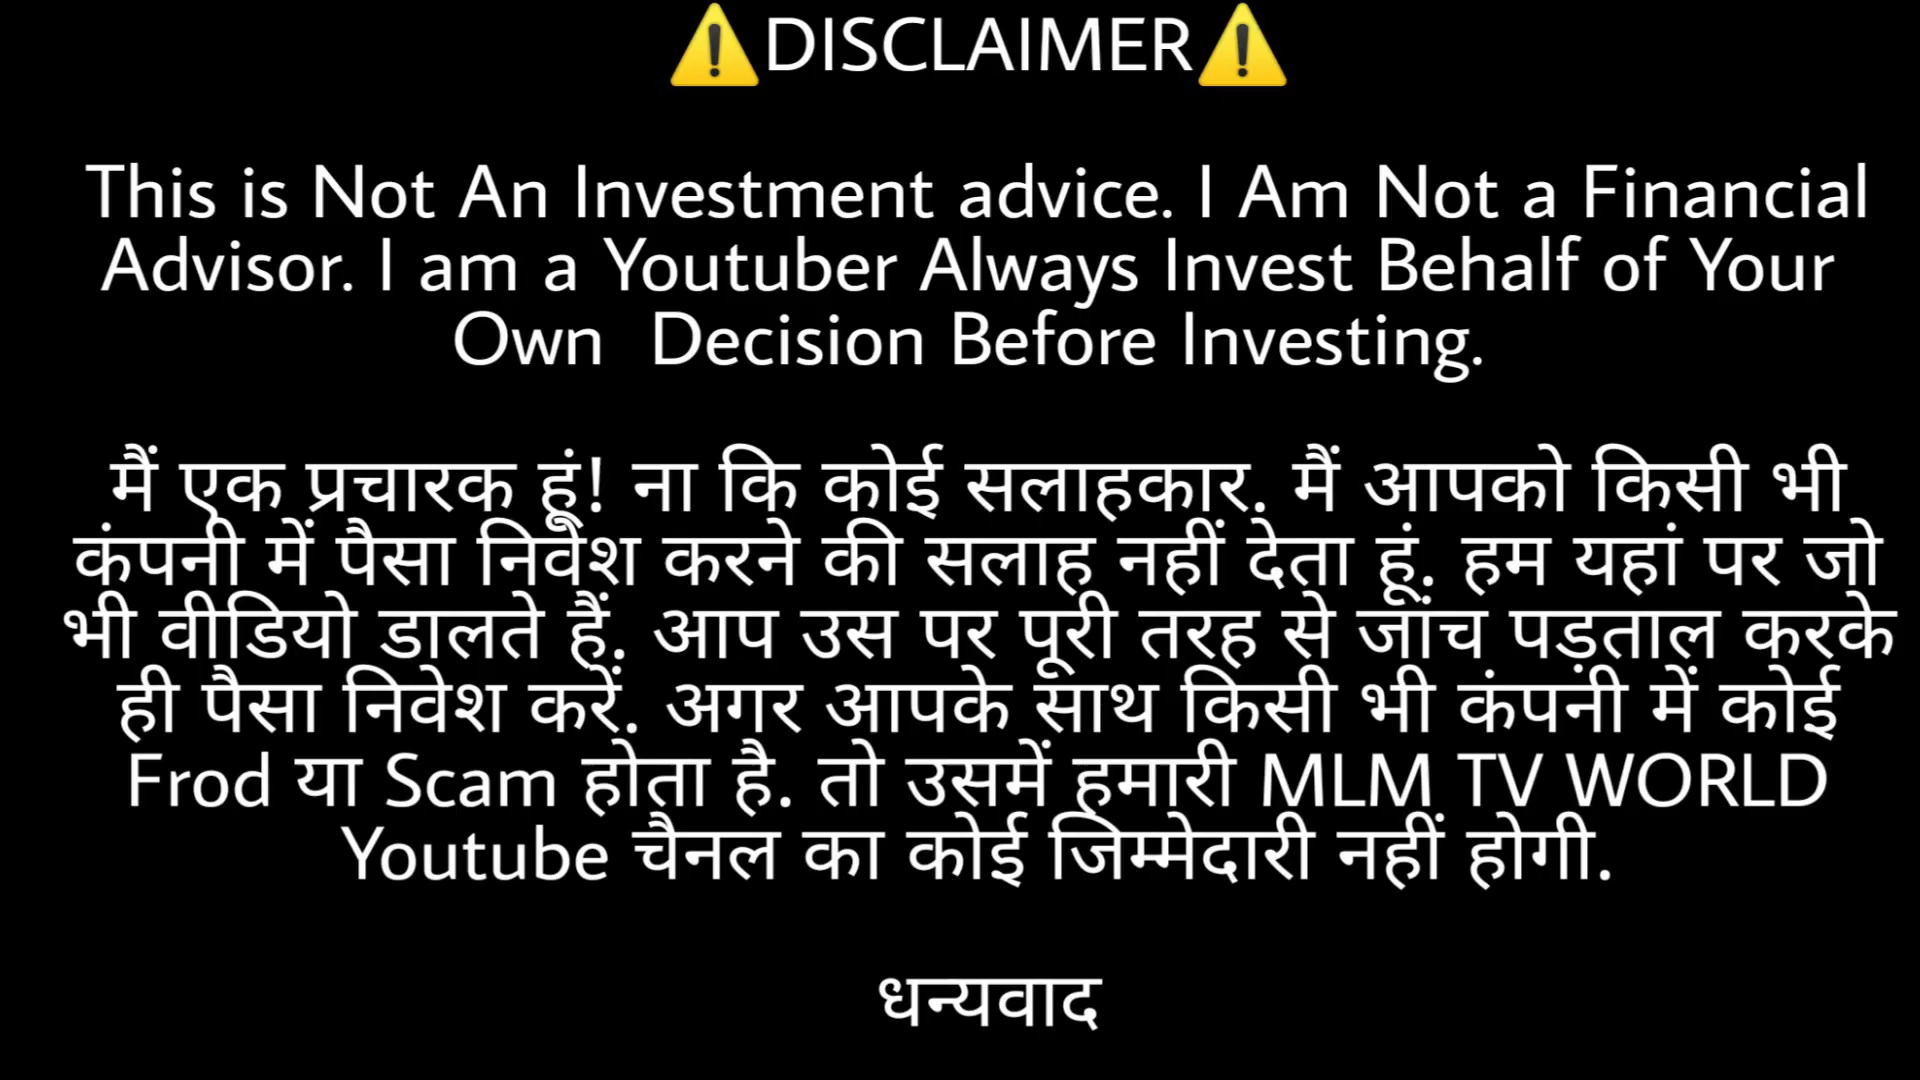 ⚠️DISCLAIMER⚠️
This is Not An Investment advice. I Am Not a Financial
Advisor. I am a Youtuber Always Invest Behalf of Your
Own Decision Before Investing.
मैं एक प्रचारक हूं! ना कि कोई सलाहकार. मैं आपको किसी भी
कंपनी में पैसा निवेश करने की सलाह नहीं देता हूं. हम यहां पर जो
भी वीडियो डालते हैं. आप उस पर पूरी तरह से जांच पड़ताल करके
ही पैसा निवेश करें. अगर आपके साथ किसी भी कंपनी में कोई
Frod या Scam होता है. तो उसमें हमारी MLM TV WORLD
Youtube चैनल का कोई जिम्मेदारी नहीं होगी.
धन्यवाद